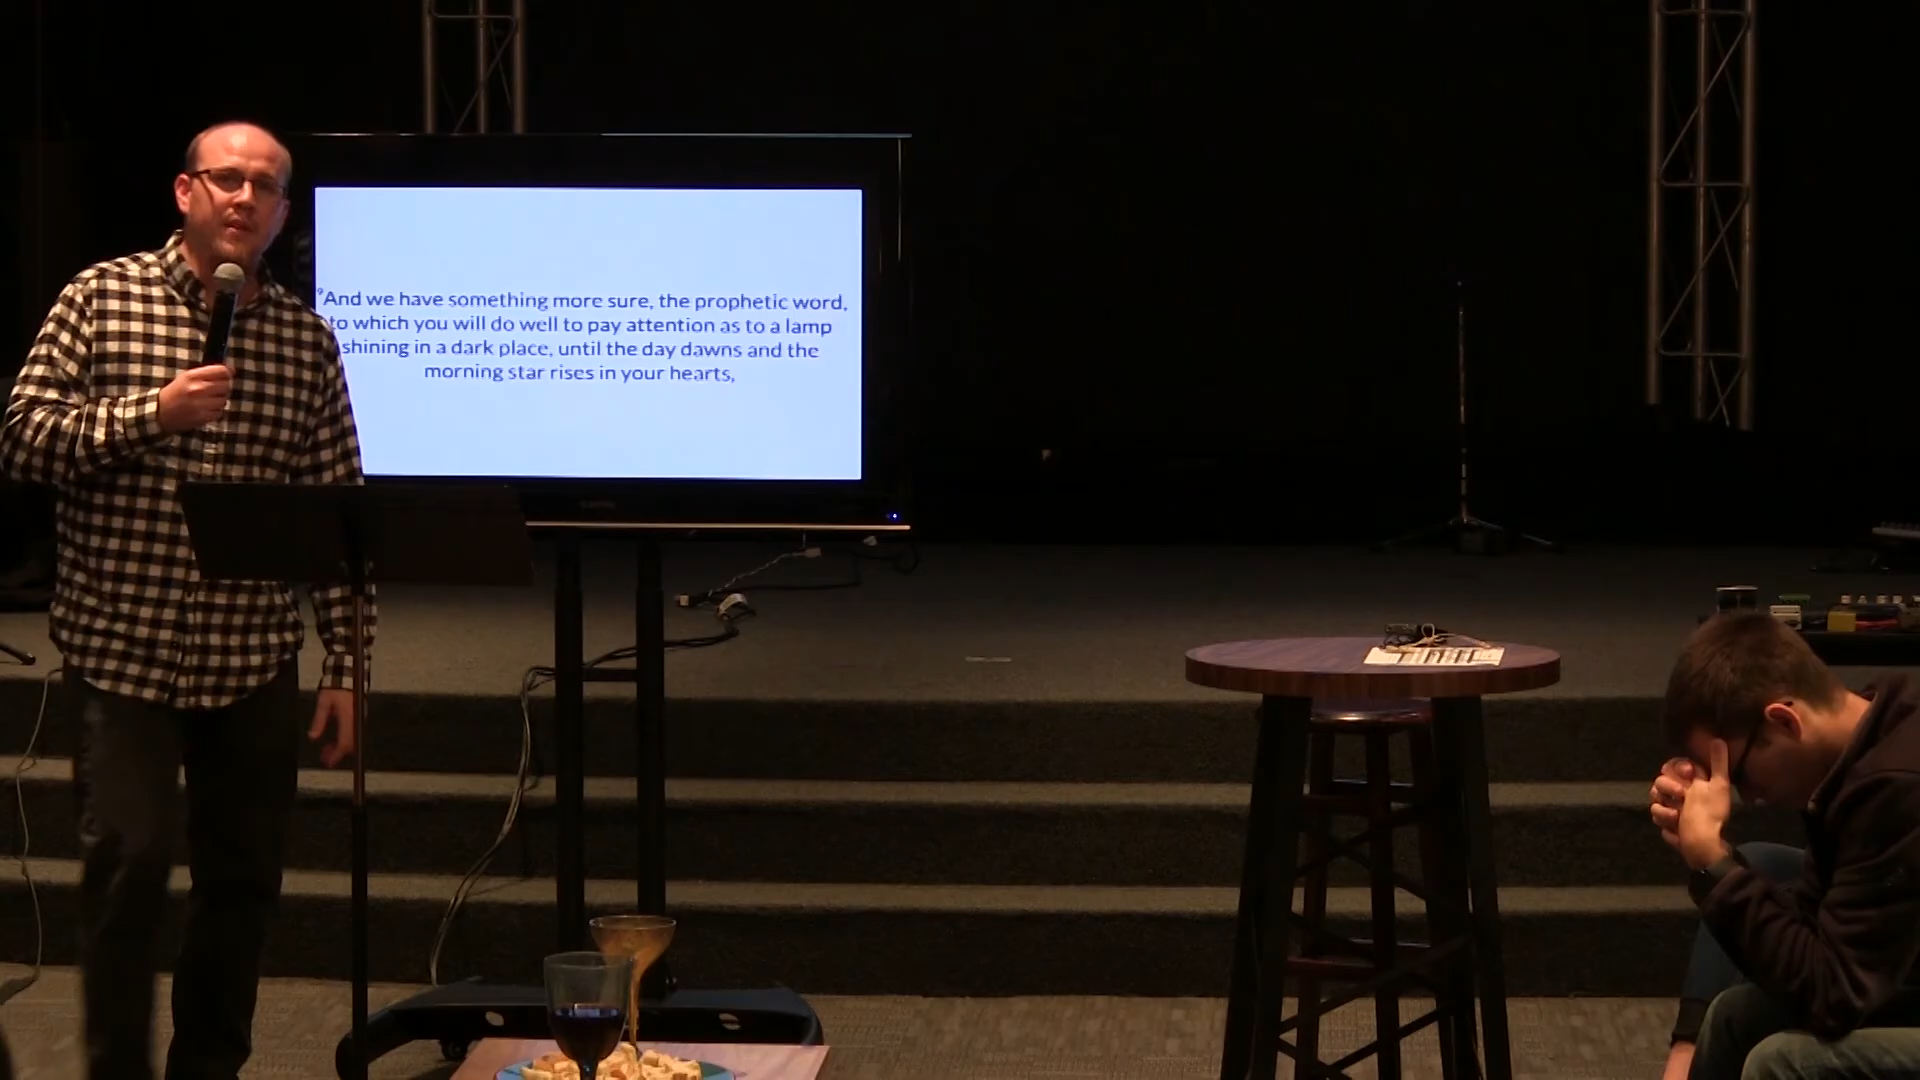 ⁹And we have something more sure, the prophetic word,
to which you will do well to pay attention as to a lamp
shining in a dark place, until the day dawns and the
morning star rises in your hearts,